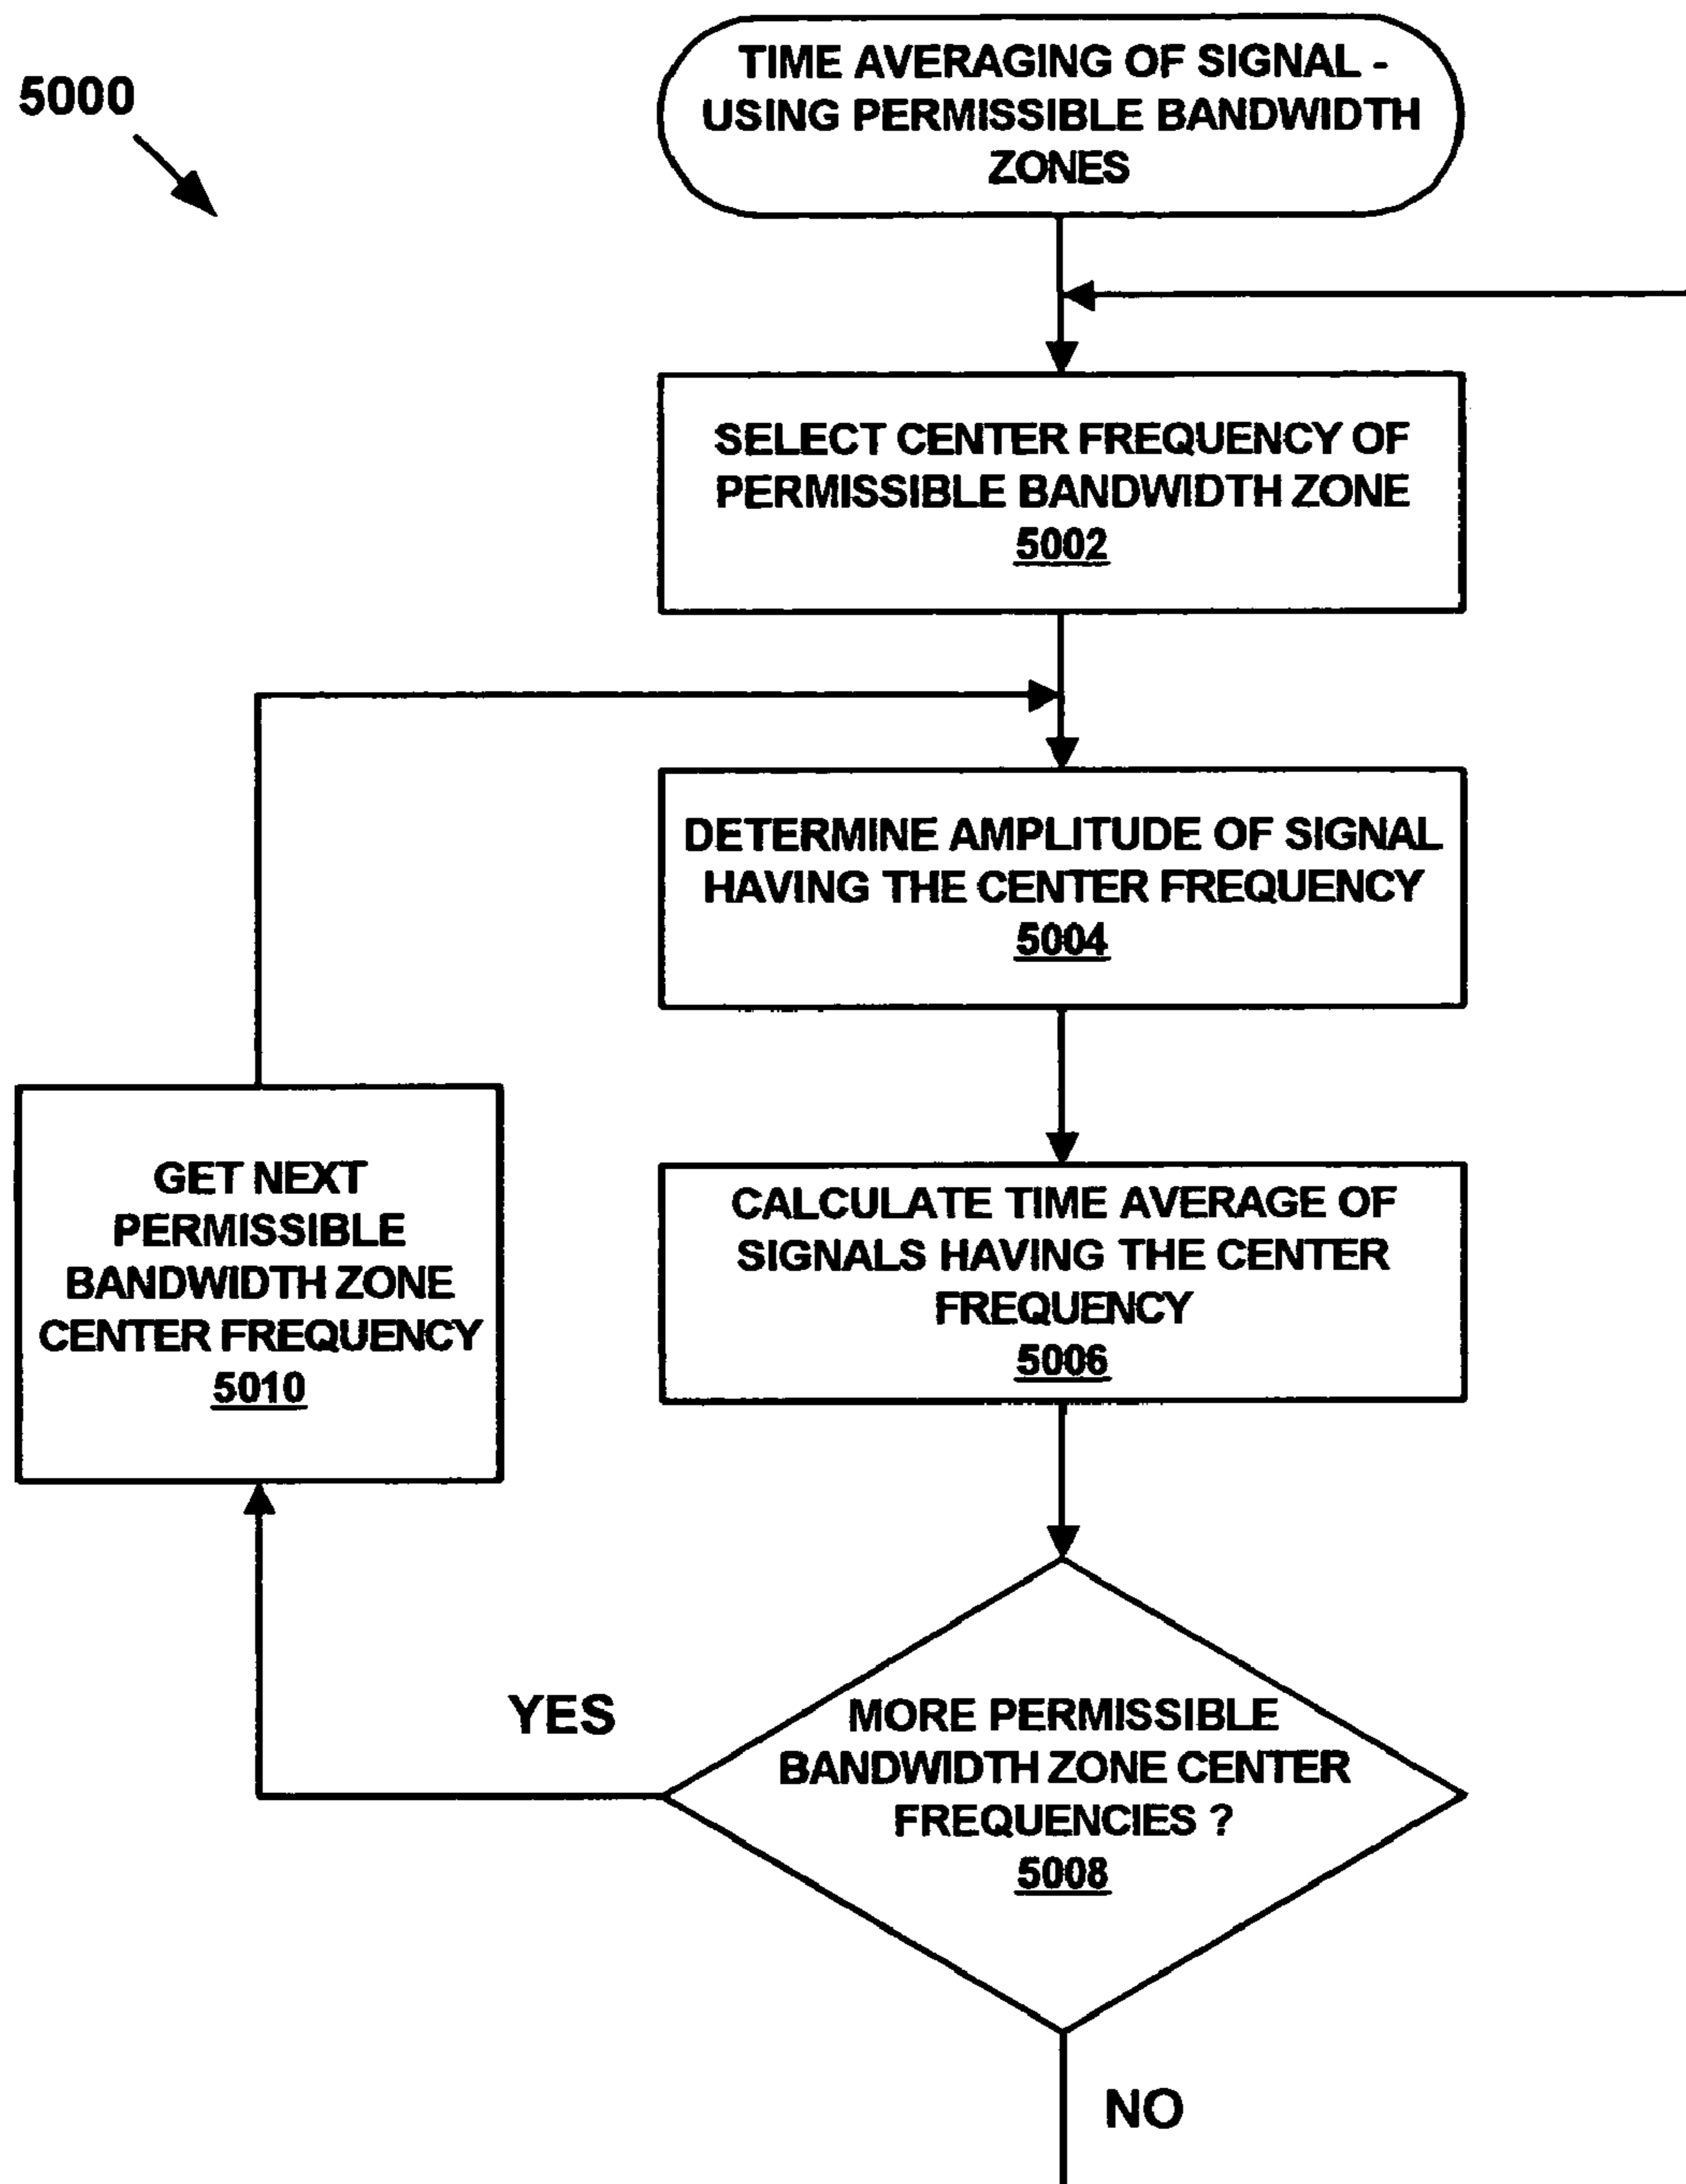 5000
TIME AVERAGING OF SIGNAL -
USING PERMISSIBLE BANDWIDTH
ZONES
SELECT CENTER FREQUENCY OF
PERMISSIBLE BANDWIDTH ZONE
5002
DETERMINE AMPLITUDE OF SIGNAL
HAVING THE CENTER FREQUENCY
5004
CALCULATE TIME AVERAGE OF
SIGNALS HAVING THE CENTER
FREQUENCY
5006
GET NEXT
PERMISSIBLE
BANDWIDTH ZONE
CENTER FREQUENCY
5010
YES
MORE PERMISSIBLE
BANDWIDTH ZONE CENTER
FREQUENCIES ?
5008
NO